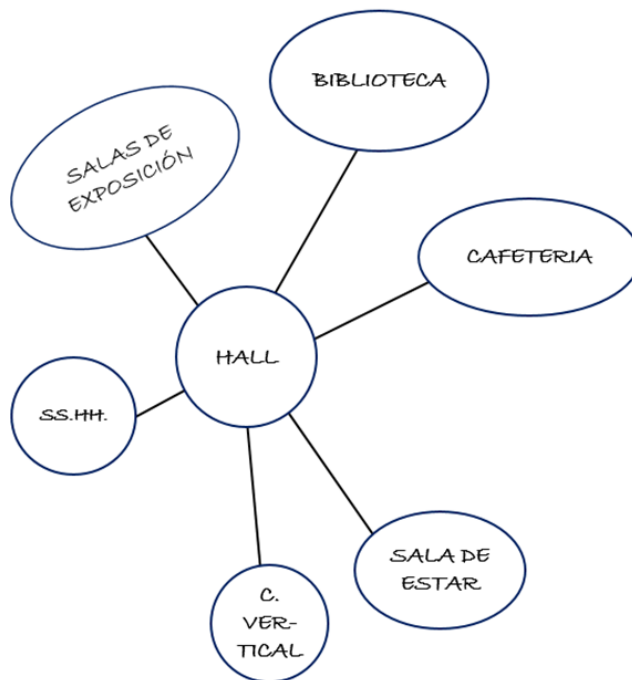 BIBLIOTECA
SALAS DE
EXPOSICIÓN
CAFETERIA
HALL
SS.HH.
SALA DE
ESTAR
C.
VER-
TICAL